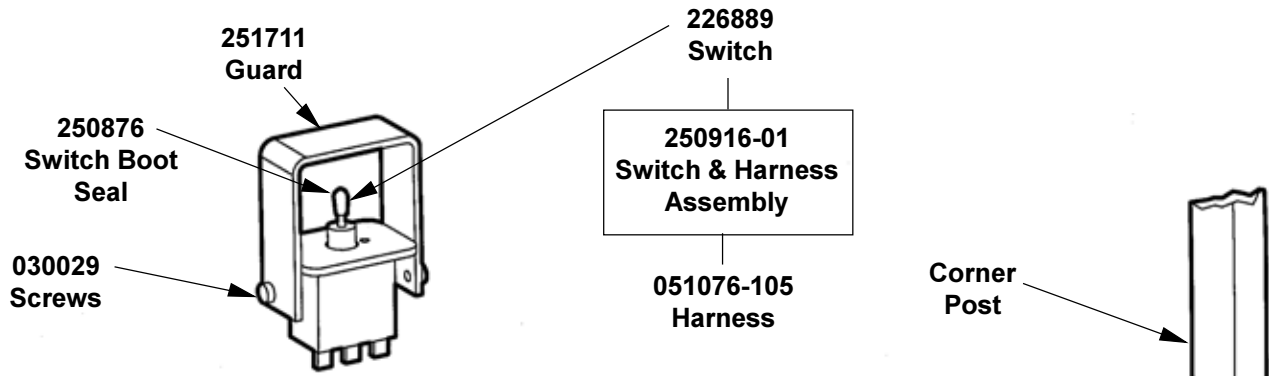 251711
Guard
250876
Switch Boot
Seal
030029
Screws
226889
Switch
250916-01
Switch & Harness
Assembly
051076-105
Harness
Corner
Post